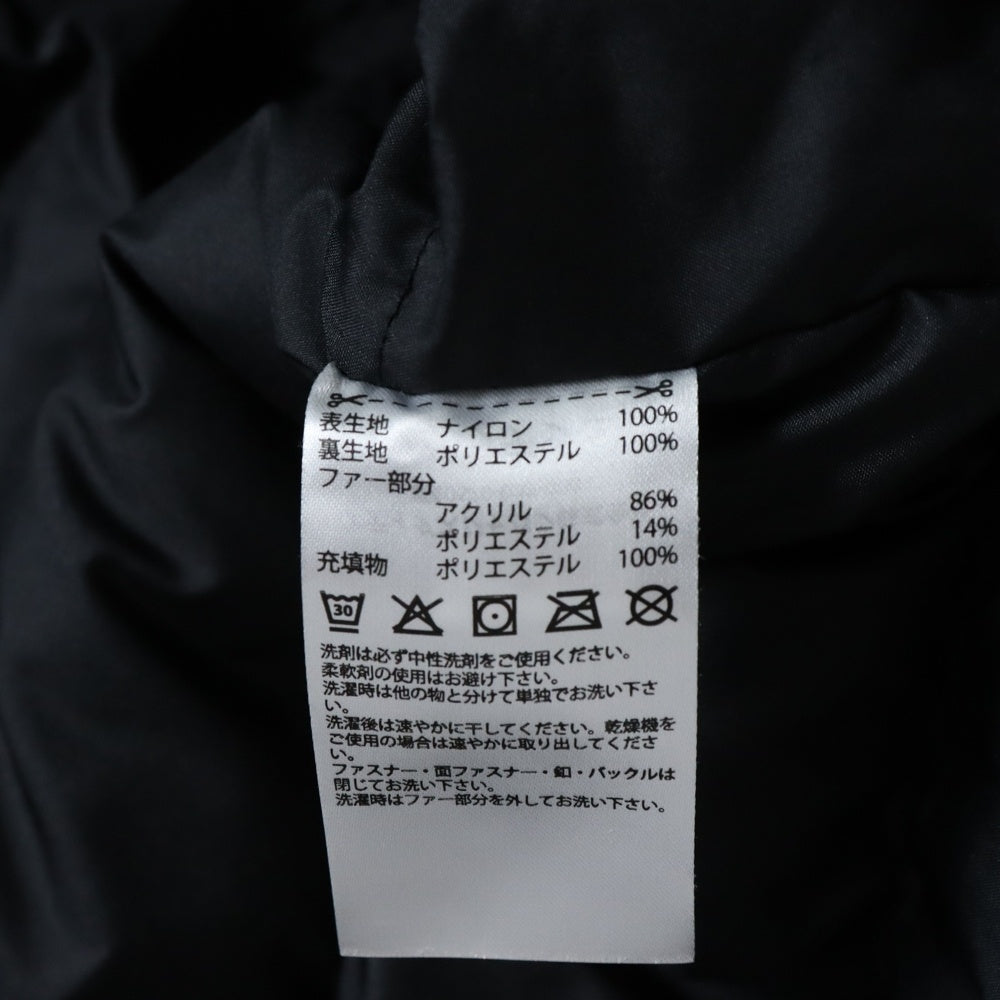 表生地 ナイロン 100%
裏生地 ポリエステル 100%
ファー部分
アクリル 86%
ポリエステル 14%
充填物 ポリエステル 100%
30
洗剤は必ず中性洗剤をご使用ください。
柔軟剤の使用はお避け下さい。
洗濯時は他の物と分けて単独でお洗い下さ
い。
洗濯後は速やかに干してください。乾燥機を
ご使用の場合は速やかに取り出してくださ
い。
ファスナー・面ファスナー・釦・バックルは
閉じてお洗い下さい。
洗濯時はファー部分を外してお洗い下さい。